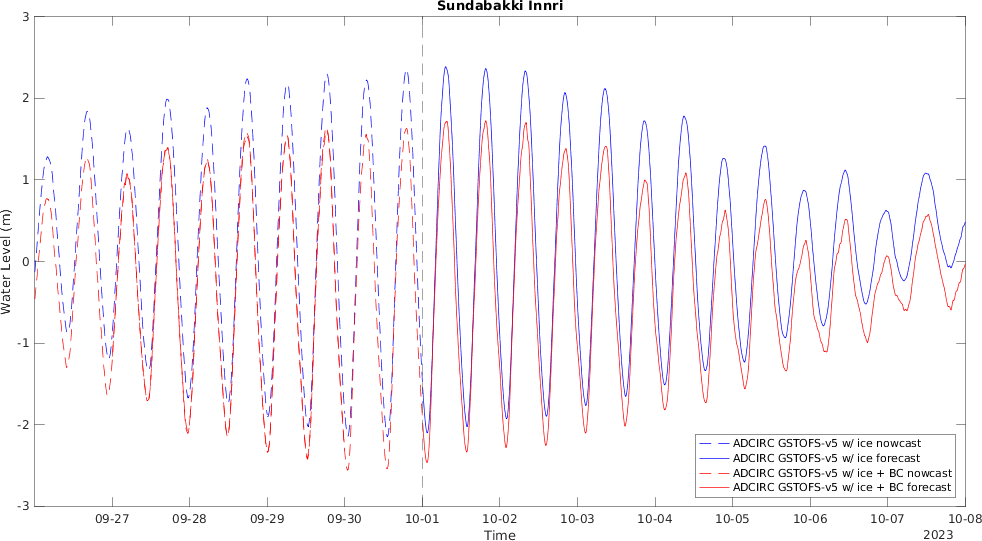 Sundabakki Innri
3
2
1
0
-1
-2
-3
Water Level (m)
ADCIRC GSTOFS-v5 w/ ice nowcast
ADCIRC GSTOFS-v5 w/ ice forecast
ADCIRC GSTOFS-v5 w/ ice + BC nowcast
ADCIRC GSTOFS-v5 w/ ice + BC forecast
09-27 09-28 09-29 09-30 10-01 10-02 10-03 10-04 10-05 10-06 10-07 10-08
Time
2023